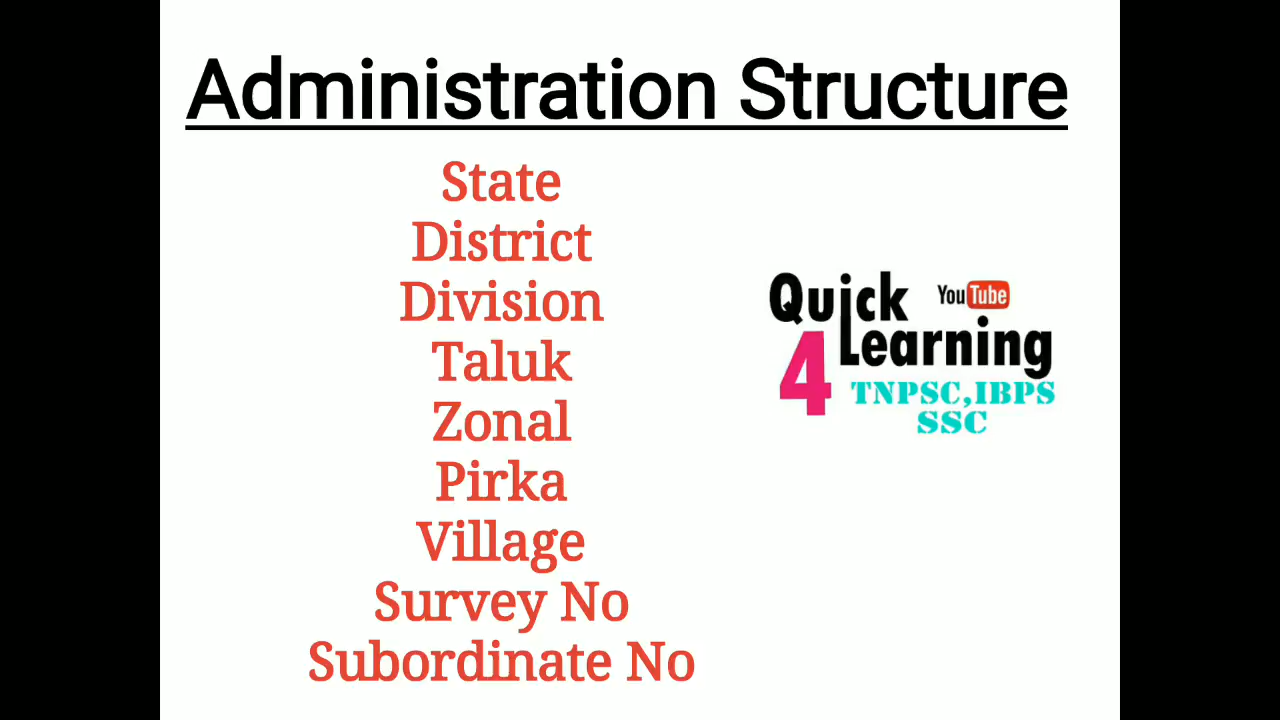 Administration Structure
State
District
Division
Taluk
Zonal
Pirka
Village
Survey No
Subordinate No
Quick YouTube
4 Learning
TNPSC,IBPS
SSC